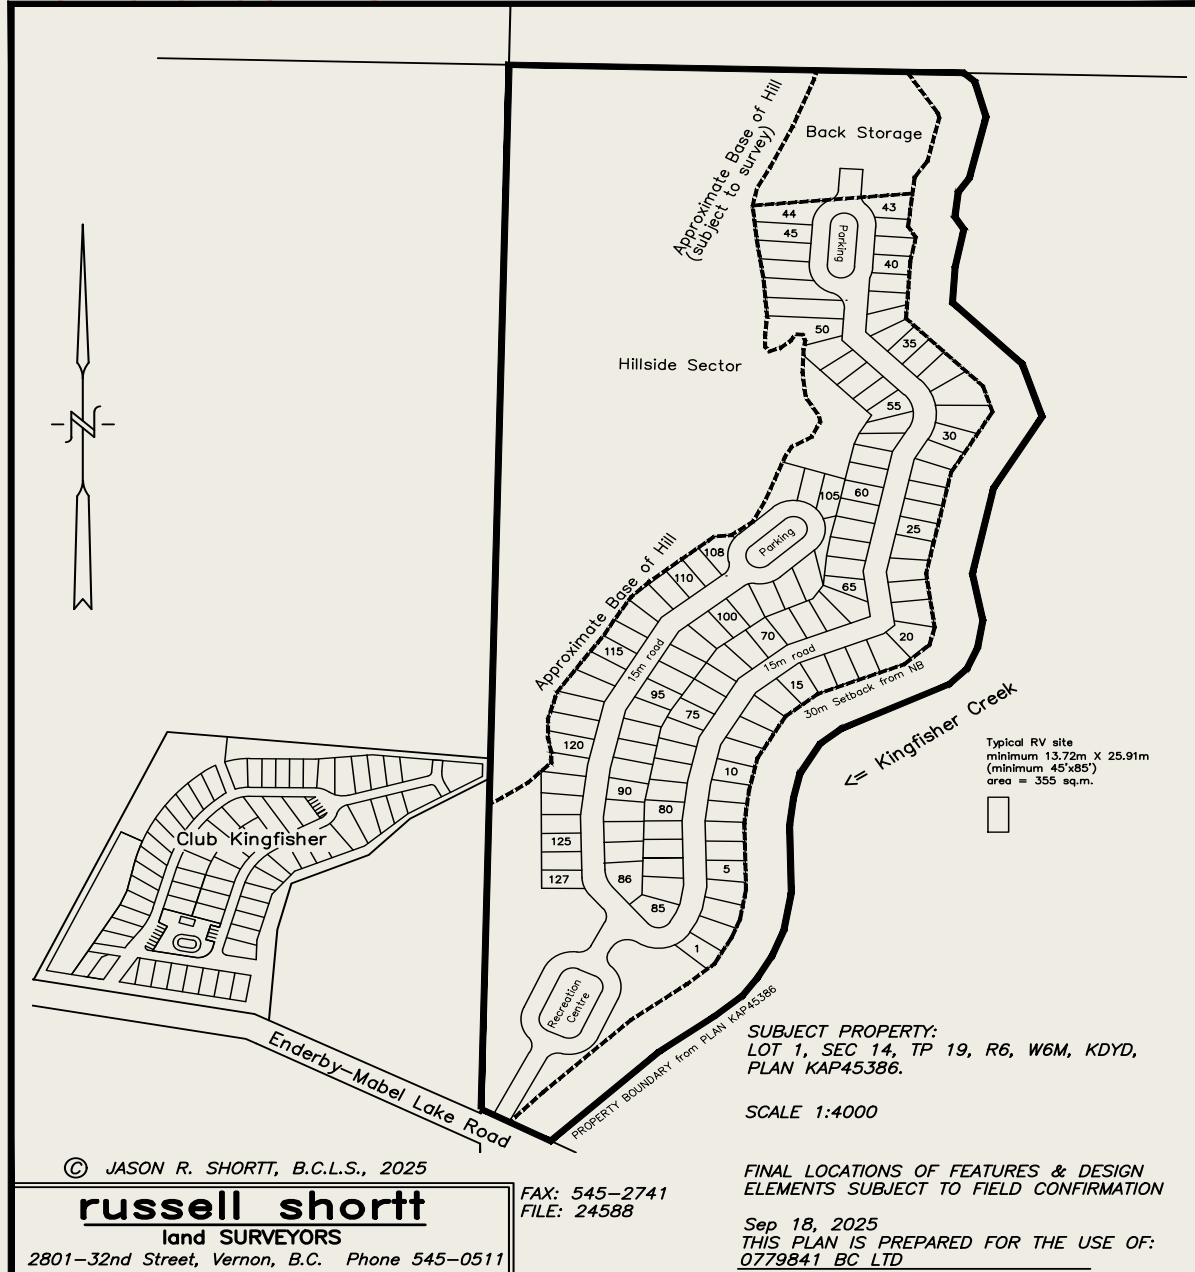 Approximate Base of Hill
(subject to survey)
Back Storage
44
43
45
Parking
40
50
35
Hillside Sector
55
30
105
60
25
Parking
108
110
Approximate Base of Hill
65
100
70
20
115
15m road
15m road
95
15
75
30m Setback from NB
120
10
<= Kingfisher Creek
90
80
125
5
127
86
85
1
Typical RV site
minimum 13.72m X 25.91m
(minimum 45'x85')
area = 355 sq.m.
N
Club Kingfisher
Recreation
Centre
PROPERTY BOUNDARY from PLAN KAP45386
Enderby-Mabel Lake Road
SUBJECT PROPERTY:
LOT 1, SEC 14, TP 19, R6, W6M, KDYD,
PLAN KAP45386.
SCALE 1:4000
© JASON R. SHORTT, B.C.L.S., 2025
russell shortt
land SURVEYORS
2801-32nd Street, Vernon, B.C. Phone 545-0511
FAX: 545-2741
FILE: 24588
FINAL LOCATIONS OF FEATURES & DESIGN
ELEMENTS SUBJECT TO FIELD CONFIRMATION
Sep 18, 2025
THIS PLAN IS PREPARED FOR THE USE OF:
0779841 BC LTD